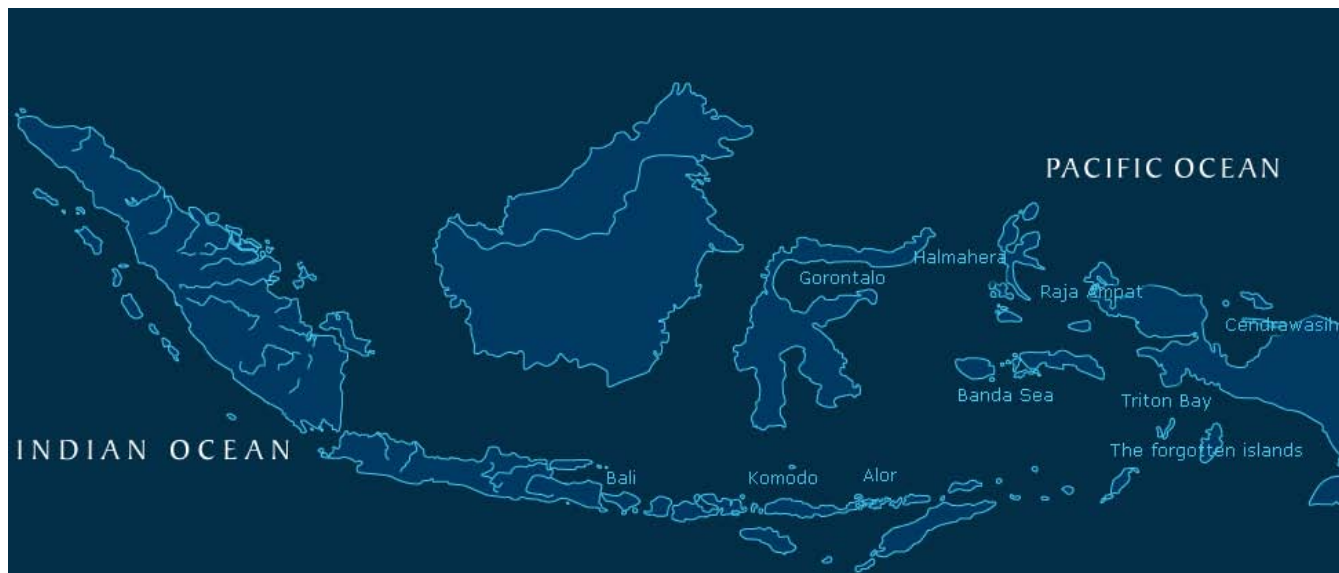 PACIFIC OCEAN
Halmahera
Gorontalo
Raja Ampat
Cendrawasih
Banda Sea
Triton Bay
INDIAN OCEAN
The forgotten islands
Bali
Komodo
Alor